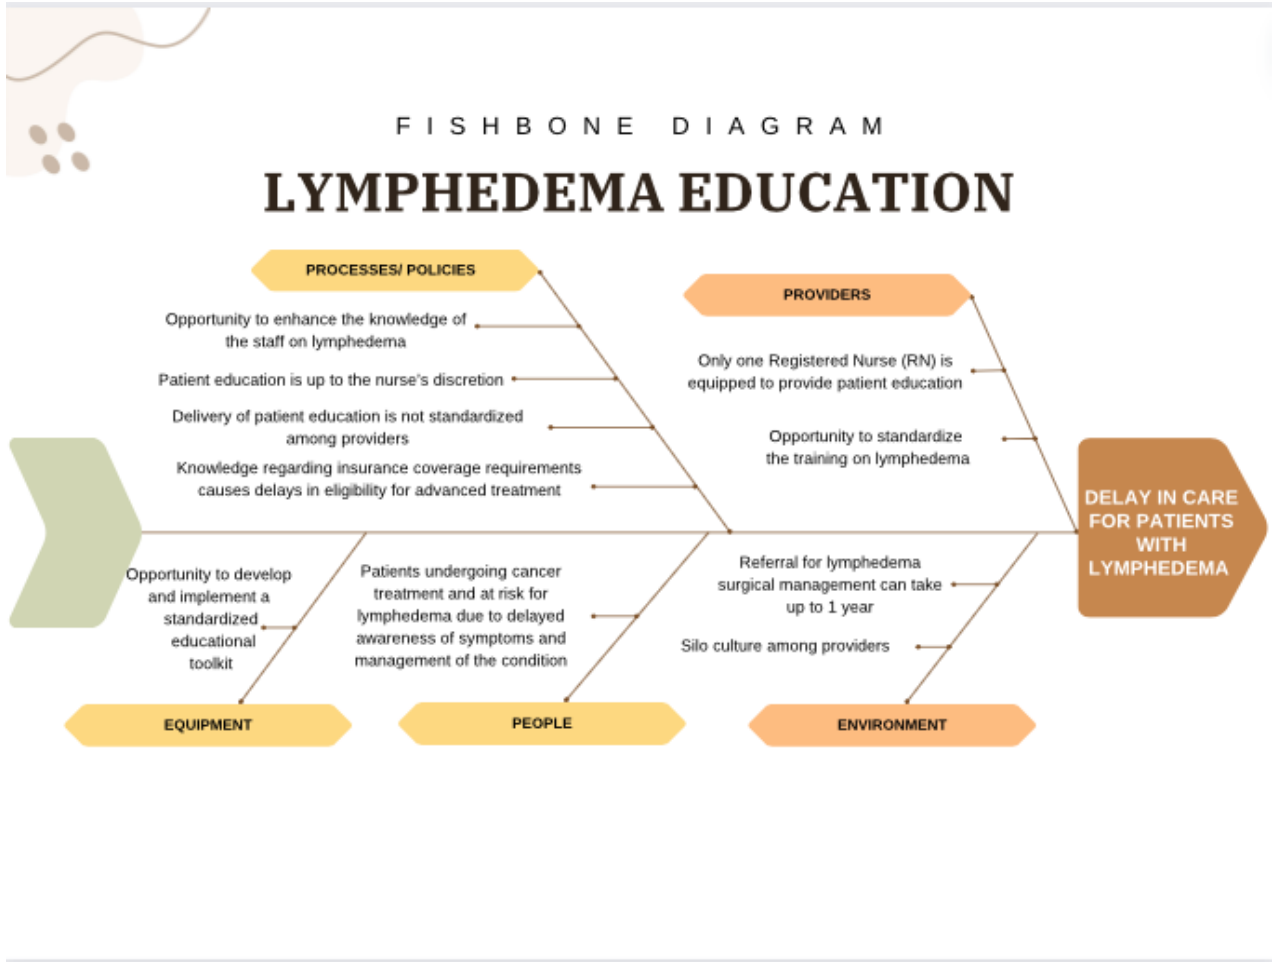 FISHBONE DIAGRAM
LYMPHEDEMA EDUCATION
PROCESSES/ POLICIES
Opportunity to enhance the knowledge of
the staff on lymphedema
Patient education is up to the nurse's discretion
Delivery of patient education is not standardized
among providers
Knowledge regarding insurance coverage requirements
causes delays in eligibility for advanced treatment
PROVIDERS
Only one Registered Nurse (RN) is
equipped to provide patient education
Opportunity to standardize
the training on lymphedema
DELAY IN CARE
FOR PATIENTS
WITH
LYMPHEDEMA
Opportunity to develop
and implement a
standardized
educational
toolkit
EQUIPMENT
Patients undergoing cancer
treatment and at risk for
lymphedema due to delayed
awareness of symptoms and
management of the condition
PEOPLE
Referral for lymphedema
surgical management can take
up to 1 year
Silo culture among providers
ENVIRONMENT